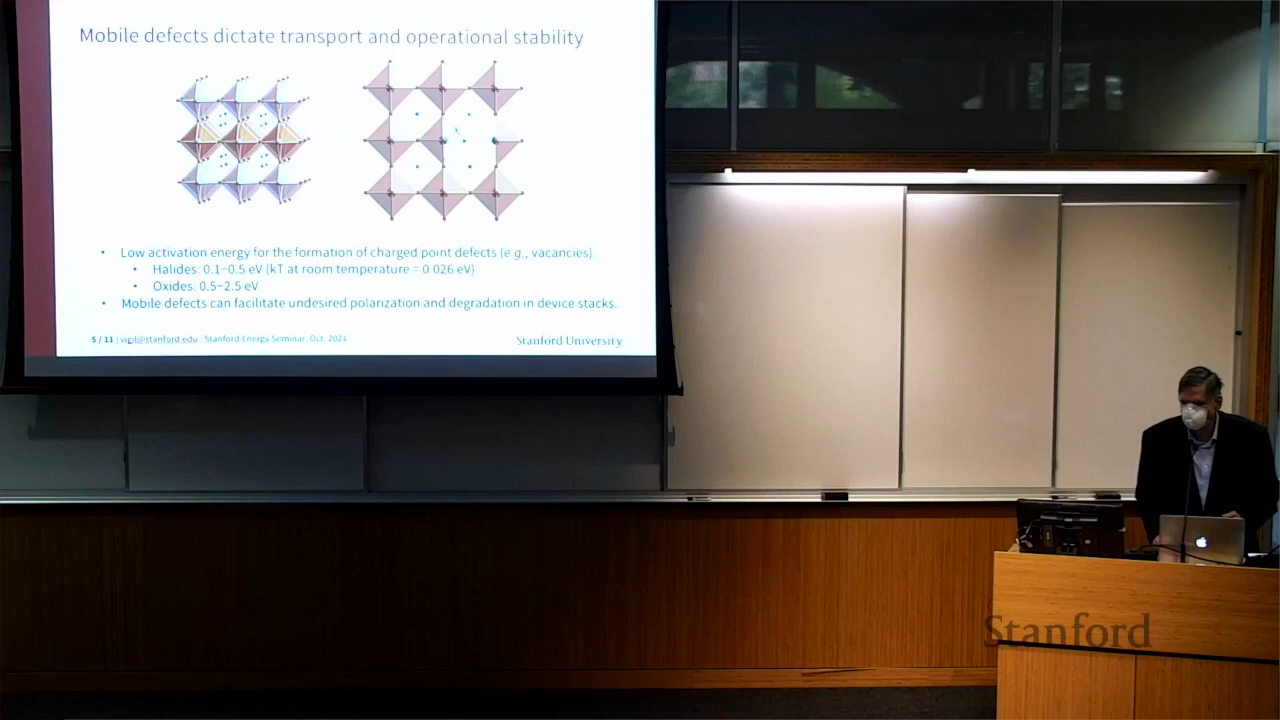 Mobile defects dictate transport and operational stability
• Low activation energy for the formation of charged point defects (e.g., vacancies):
• Halides: 0.1–0.5 eV (kT at room temperature = 0.026 eV)
• Oxides: 0.5–2.5 eV
• Mobile defects can facilitate undesired polarization and degradation in device stacks.
5 / 11 | vigil@stanford.edu : Stanford Energy Seminar, Oct. 2021
Stanford University
Stanford